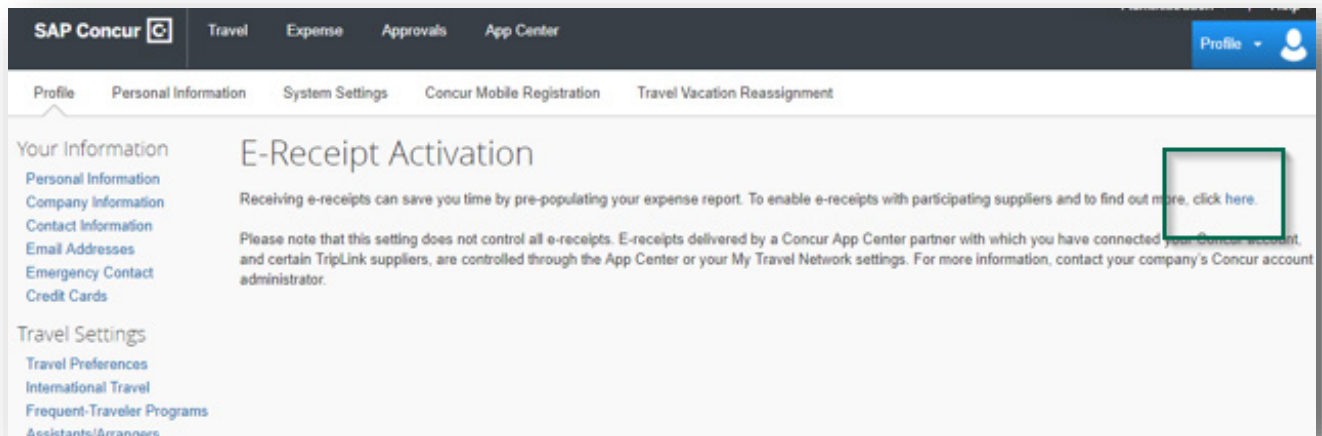 SAP Concur C Travel Expense Approvals App Center
Profile
Profile Personal Information System Settings Concur Mobile Registration Travel Vacation Reassignment
Your Information
Personal Information
Company Information
Contact Information
Email Addresses
Emergency Contact
Credit Cards
Travel Settings
Travel Preferences
International Travel
Frequent-Traveler Programs
Assistants/Arrangers
E-Receipt Activation
Receiving e-receipts can save you time by pre-populating your expense report. To enable e-receipts with participating suppliers and to find out more, click here.
Please note that this setting does not control all e-receipts. E-receipts delivered by a Concur App Center partner with which you have connected your Concur account,
and certain TripLink suppliers, are controlled through the App Center or your My Travel Network settings. For more information, contact your company's Concur account
administrator.